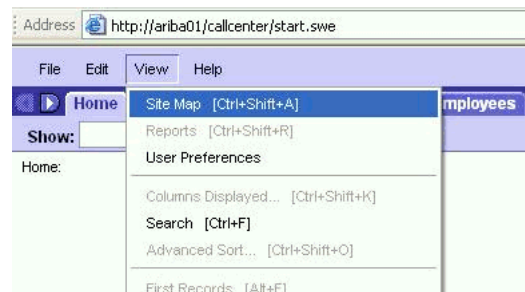 Address http://ariba01/callcenter/start.swe
File Edit View Help
Home
Site Map [Ctrl+Shift+A]
mployees
Reports [Ctrl+Shift+R]
Show:
User Preferences
Home:
Columns Displayed... [Ctrl+Shift+K]
Search [Ctrl+F]
Advanced Sort... [Ctrl+Shift+O]
First Records [Alt+F]